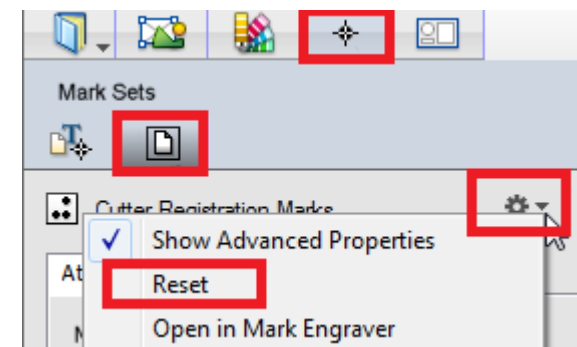 Mark Sets
Cutter Registration Marks
Show Advanced Properties
Reset
Open in Mark Engraver